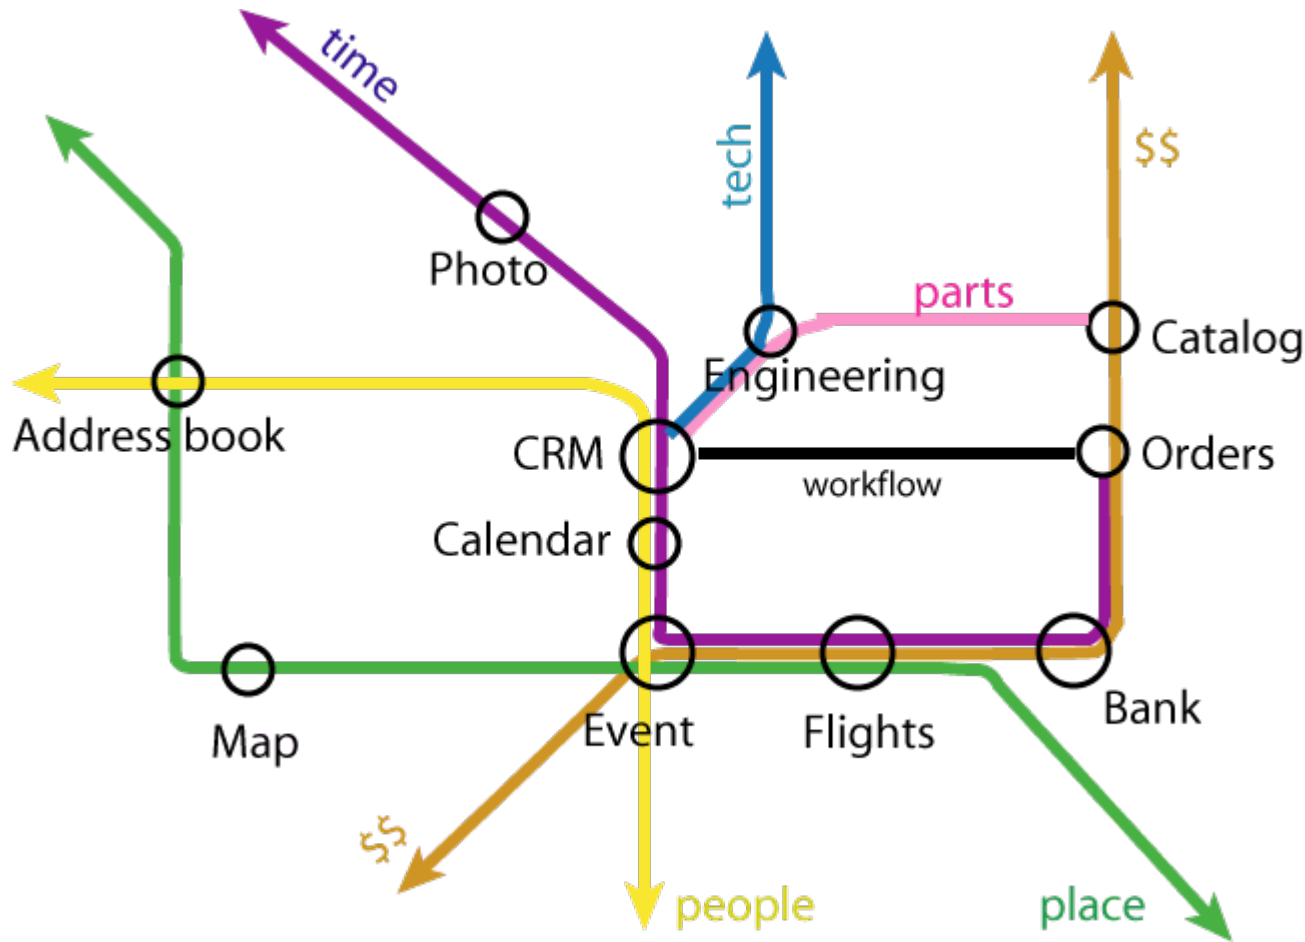 time
tech
$$
Photo
parts
Catalog
Engineering
Address book
CRM
Orders
workflow
Calendar
Map
Event
Flights
Bank
$$
people
place